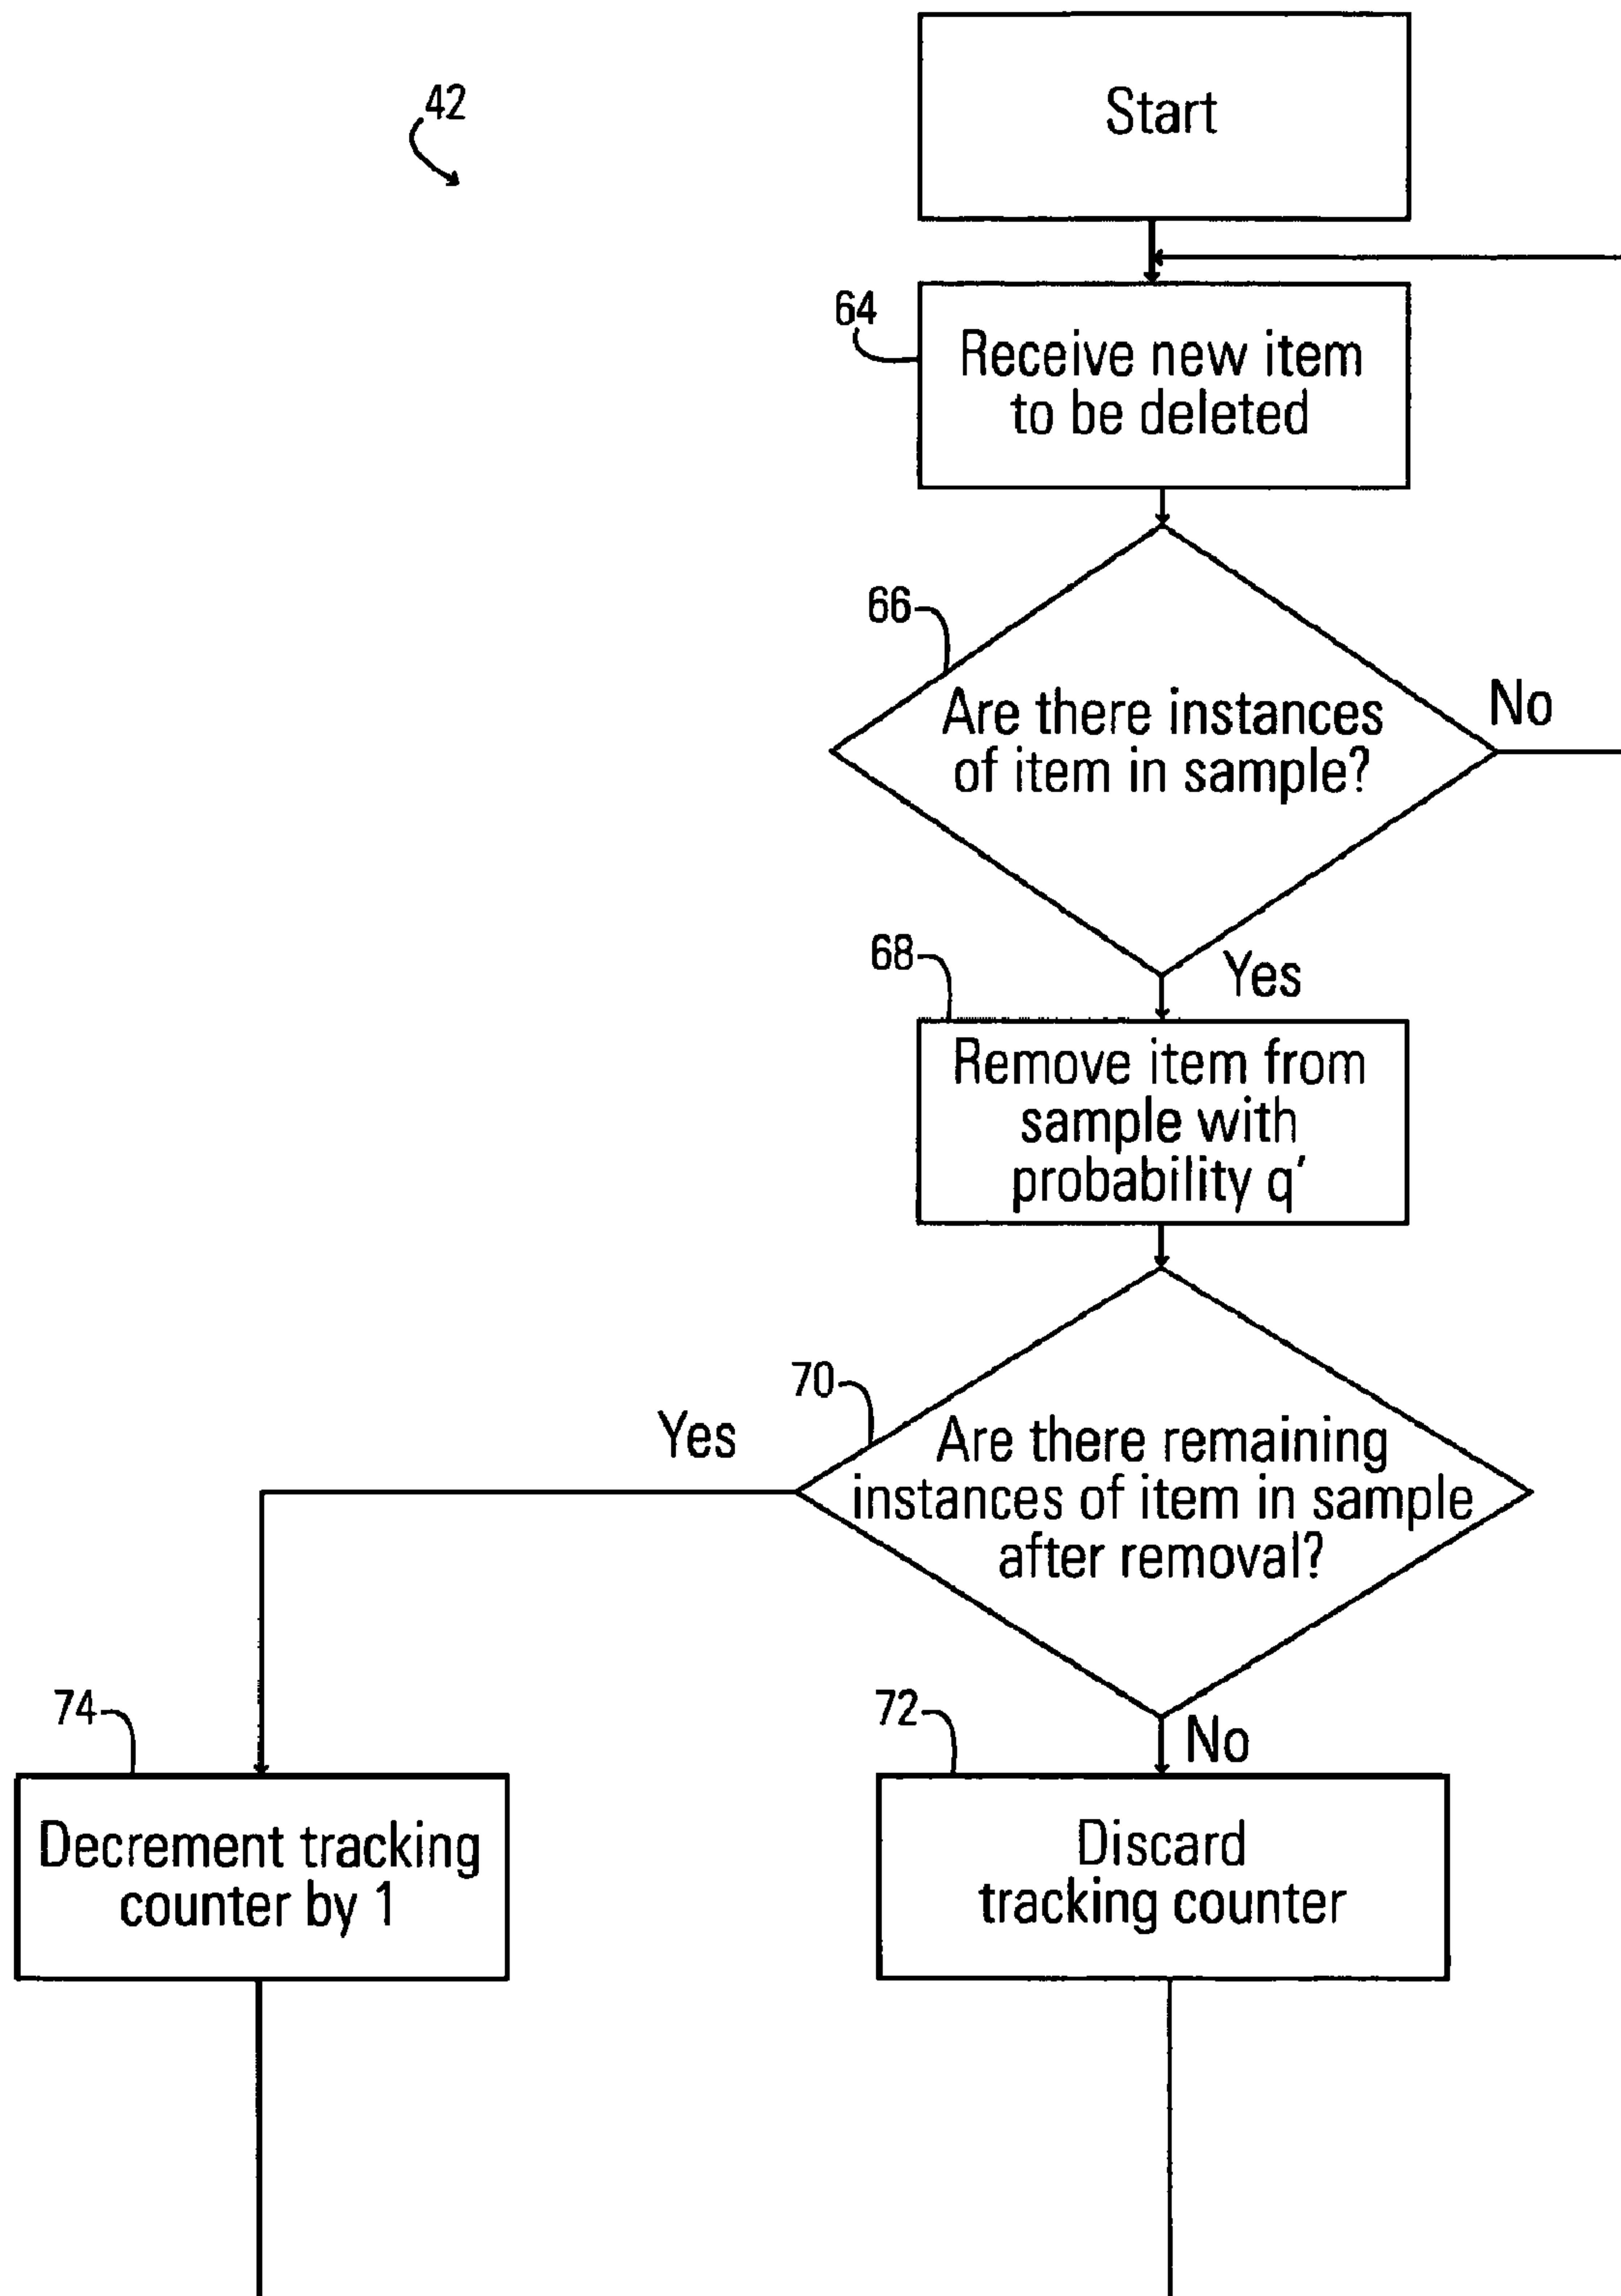 42
Start
64
Receive new item
to be deleted
66
Are there instances
of item in sample?
No
68
Yes
Remove item from
sample with
probability q'
70
Yes
Are there remaining
instances of item in sample
after removal?
74
72
No
Decrement tracking
counter by 1
Discard
tracking counter